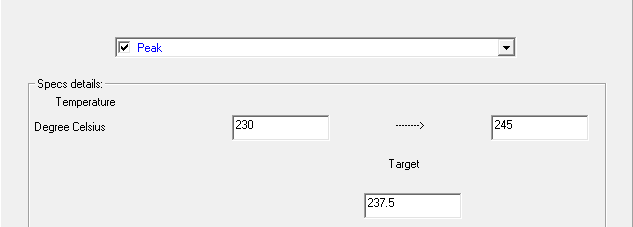 Peak
Specs details:
Temperature
Degree Celsius 230 --------> 245
Target
237.5